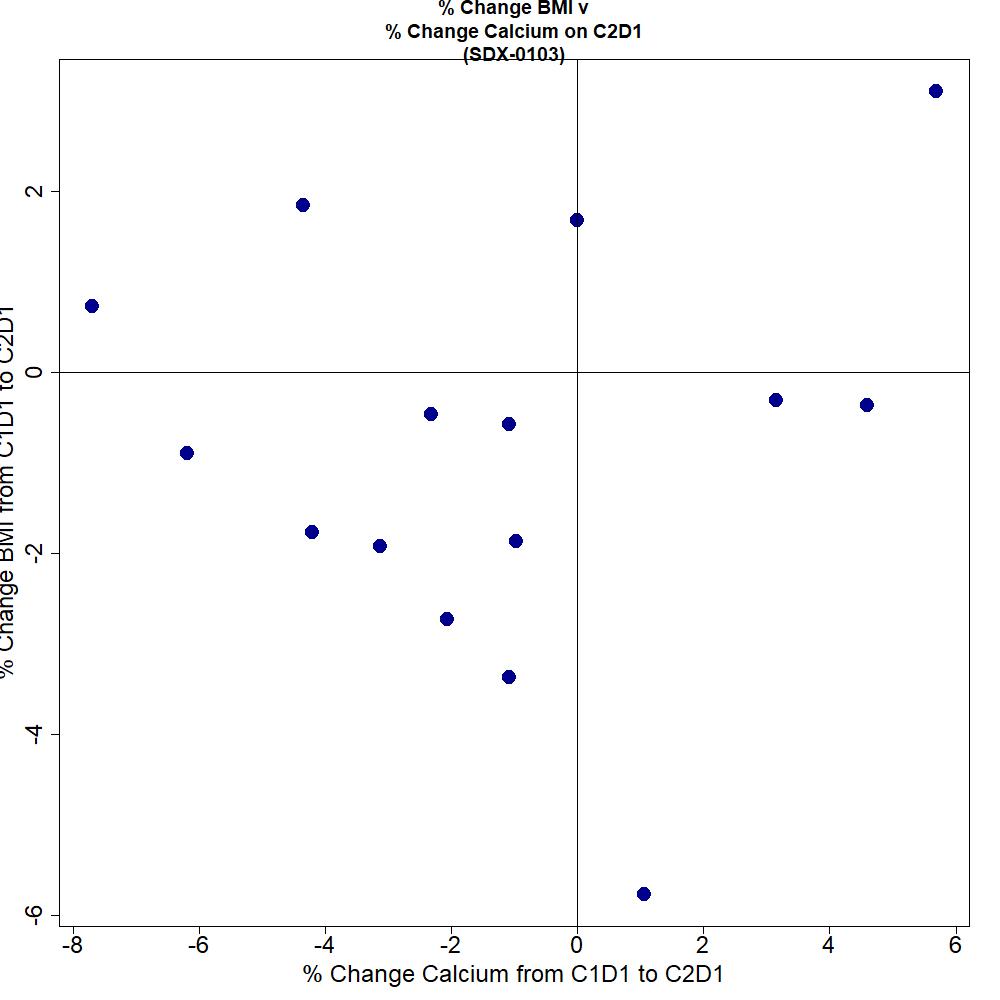 % Change BMI v
% Change Calcium on C2D1
(SDX-0103)
% Change BMI from C1D1 to C2D1
2
0
-2
-4
-6
-8
-6
-4
-2
0
2
4
6
% Change Calcium from C1D1 to C2D1